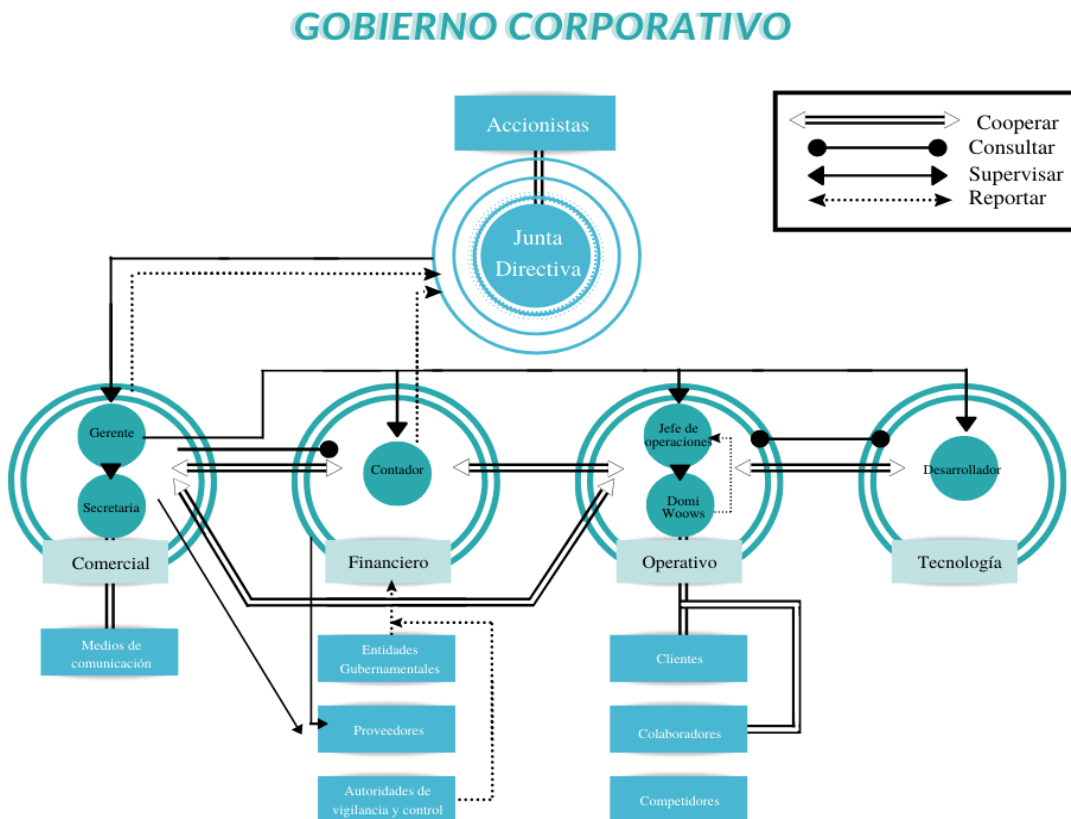 GOBIERNO CORPORATIVO
Accionistas
Cooperar
Consultar
Supervisar
Reportar
Junta
Directiva
Gerente
Secretaria
Comercial
Contador
Financiero
Jefe de
operaciones
Domi
Woows
Operativo
Desarrollador
Tecnología
Medios de
comunicación
Entidades
Gubernamentales
Proveedores
Autoridades de
vigilancia y control
Clientes
Colaboradores
Competidores